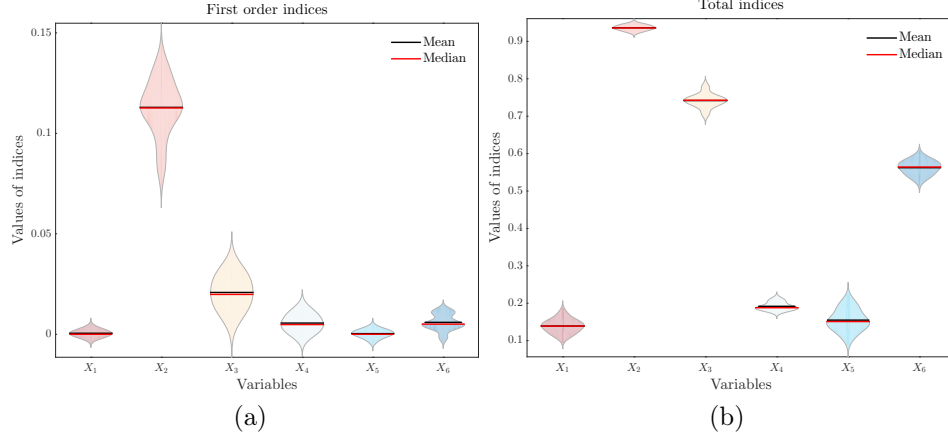 First order indices
0.15
0.1
0.05
0
Values of indices
Mean
Median
X1 X2 X3 X4 X5 X6
Variables
(a)
Total indices
0.9
0.8
0.7
0.6
0.5
0.4
0.3
0.2
0.1
Values of indices
Mean
Median
X1 X2 X3 X4 X5 X6
Variables
(b)